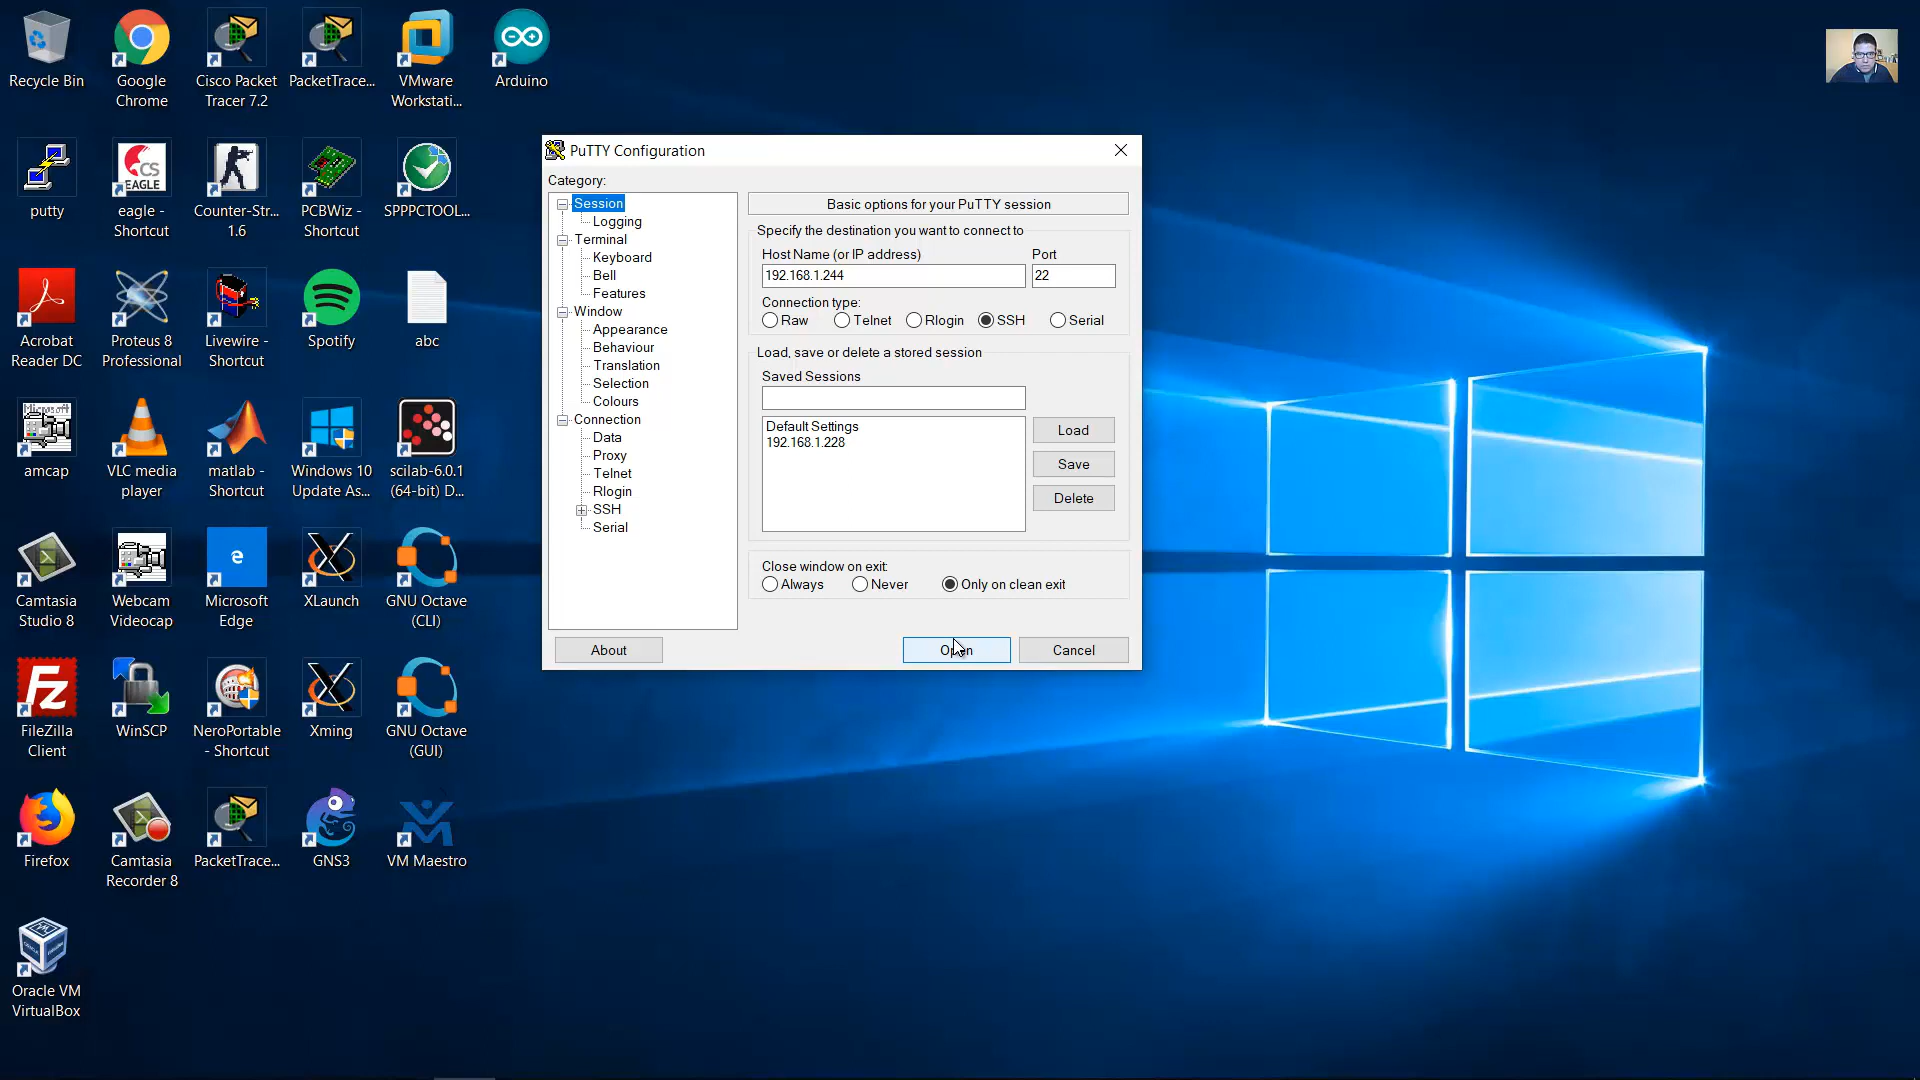 Recycle Bin
Google
Chrome
Cisco Packet
Tracer 7.2
PacketTrace...
VMware
Workstati...
Arduino
putty
CS
EAGLE
eagle -
Shortcut
Counter-Str...
1.6
PCBWiz -
Shortcut
SPPPCTOOL...
Acrobat
Reader DC
Proteus 8
Professional
Livewire -
Shortcut
Spotify
abc
Microsoft
amcap
VLC media
player
matlab -
Shortcut
Windows 10
Update As...
scilab-6.0.1
(64-bit) D...
Camtasia
Studio 8
Webcam
Videocap
Microsoft
Edge
XLaunch
GNU Octave
(CLI)
FileZilla
Client
WinSCP
NeroPortable
- Shortcut
Xming
GNU Octave
(GUI)
Firefox
Camtasia
Recorder 8
PacketTrace...
GNS3
VM Maestro
Oracle VM
VirtualBox
PuTTY Configuration
Category:
Session
Logging
Terminal
Keyboard
Bell
Features
Window
Appearance
Behaviour
Translation
Selection
Colours
Connection
Data
Proxy
Telnet
Rlogin
SSH
Serial
Basic options for your PuTTY session
Specify the destination you want to connect to
Host Name (or IP address) Port
192.168.1.244 22
Connection type:
Raw Telnet Rlogin SSH Serial
Load, save or delete a stored session
Saved Sessions
Default Settings
192.168.1.228
Load
Save
Delete
Close window on exit:
Always Never Only on clean exit
About Open Cancel